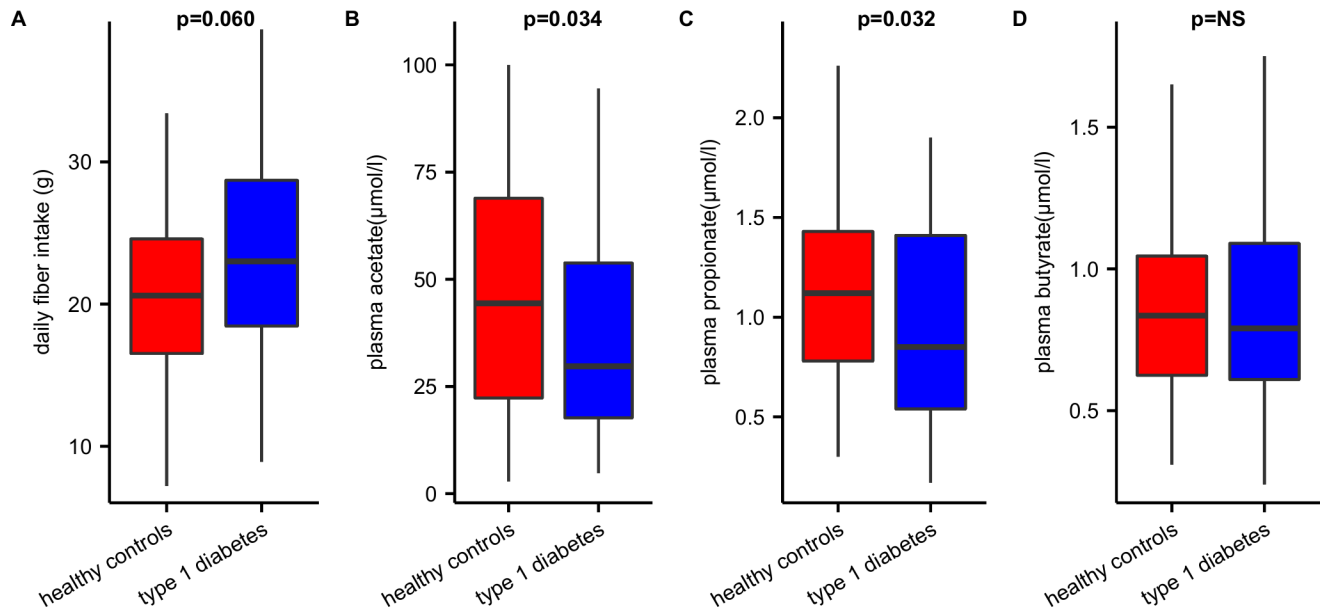 A
p=0.060
daily fiber intake (g)
30
20
10
healthy controls
type 1 diabetes
B
p=0.034
plasma acetate(µmol/l)
100
75
50
25
0
healthy controls
type 1 diabetes
C
p=0.032
plasma propionate(µmol/l)
2.0
1.5
1.0
0.5
healthy controls
type 1 diabetes
D
p=NS
plasma butyrate(µmol/l)
1.5
1.0
0.5
healthy controls
type 1 diabetes